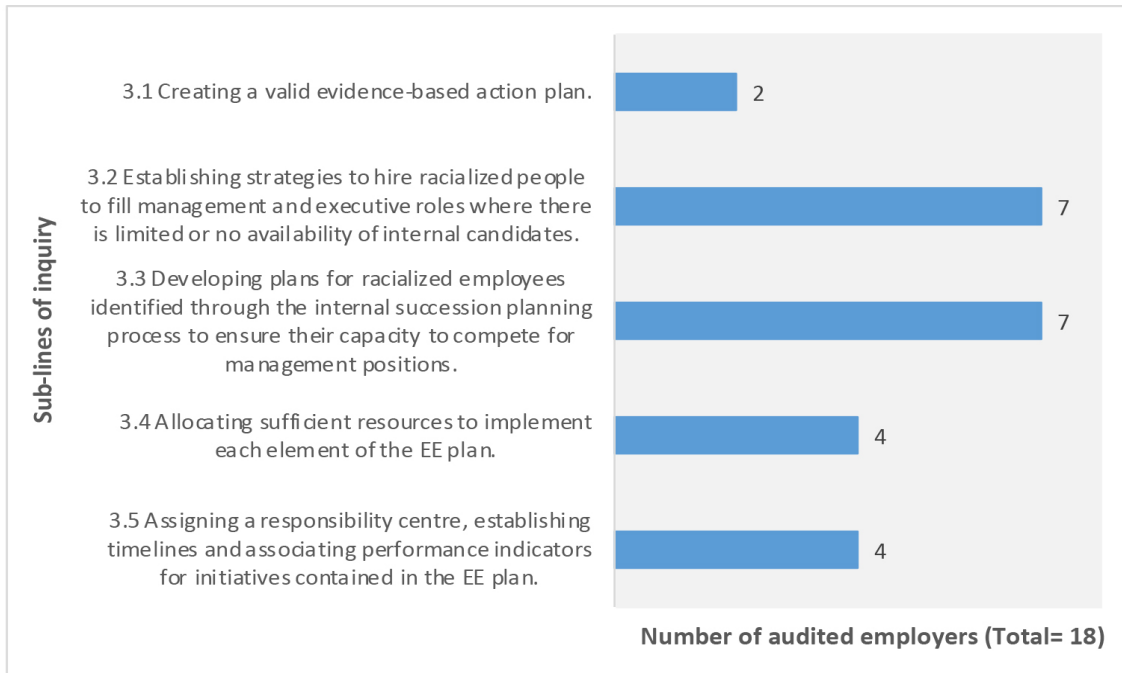 3.1 Creating a valid evidence-based action plan.
2
3.2 Establishing strategies to hire racialized people
to fill management and executive roles where there
is limited or no availability of internal candidates.
7
3.3 Developing plans for racialized employees
identified through the internal succession planning
process to ensure their capacity to compete for
management positions.
7
3.4 Allocating sufficient resources to implement
each element of the EE plan.
4
3.5 Assigning a responsibility centre, establishing
timelines and associating performance indicators
for initiatives contained in the EE plan.
4
Sub-lines of inquiry
Number of audited employers (Total= 18)